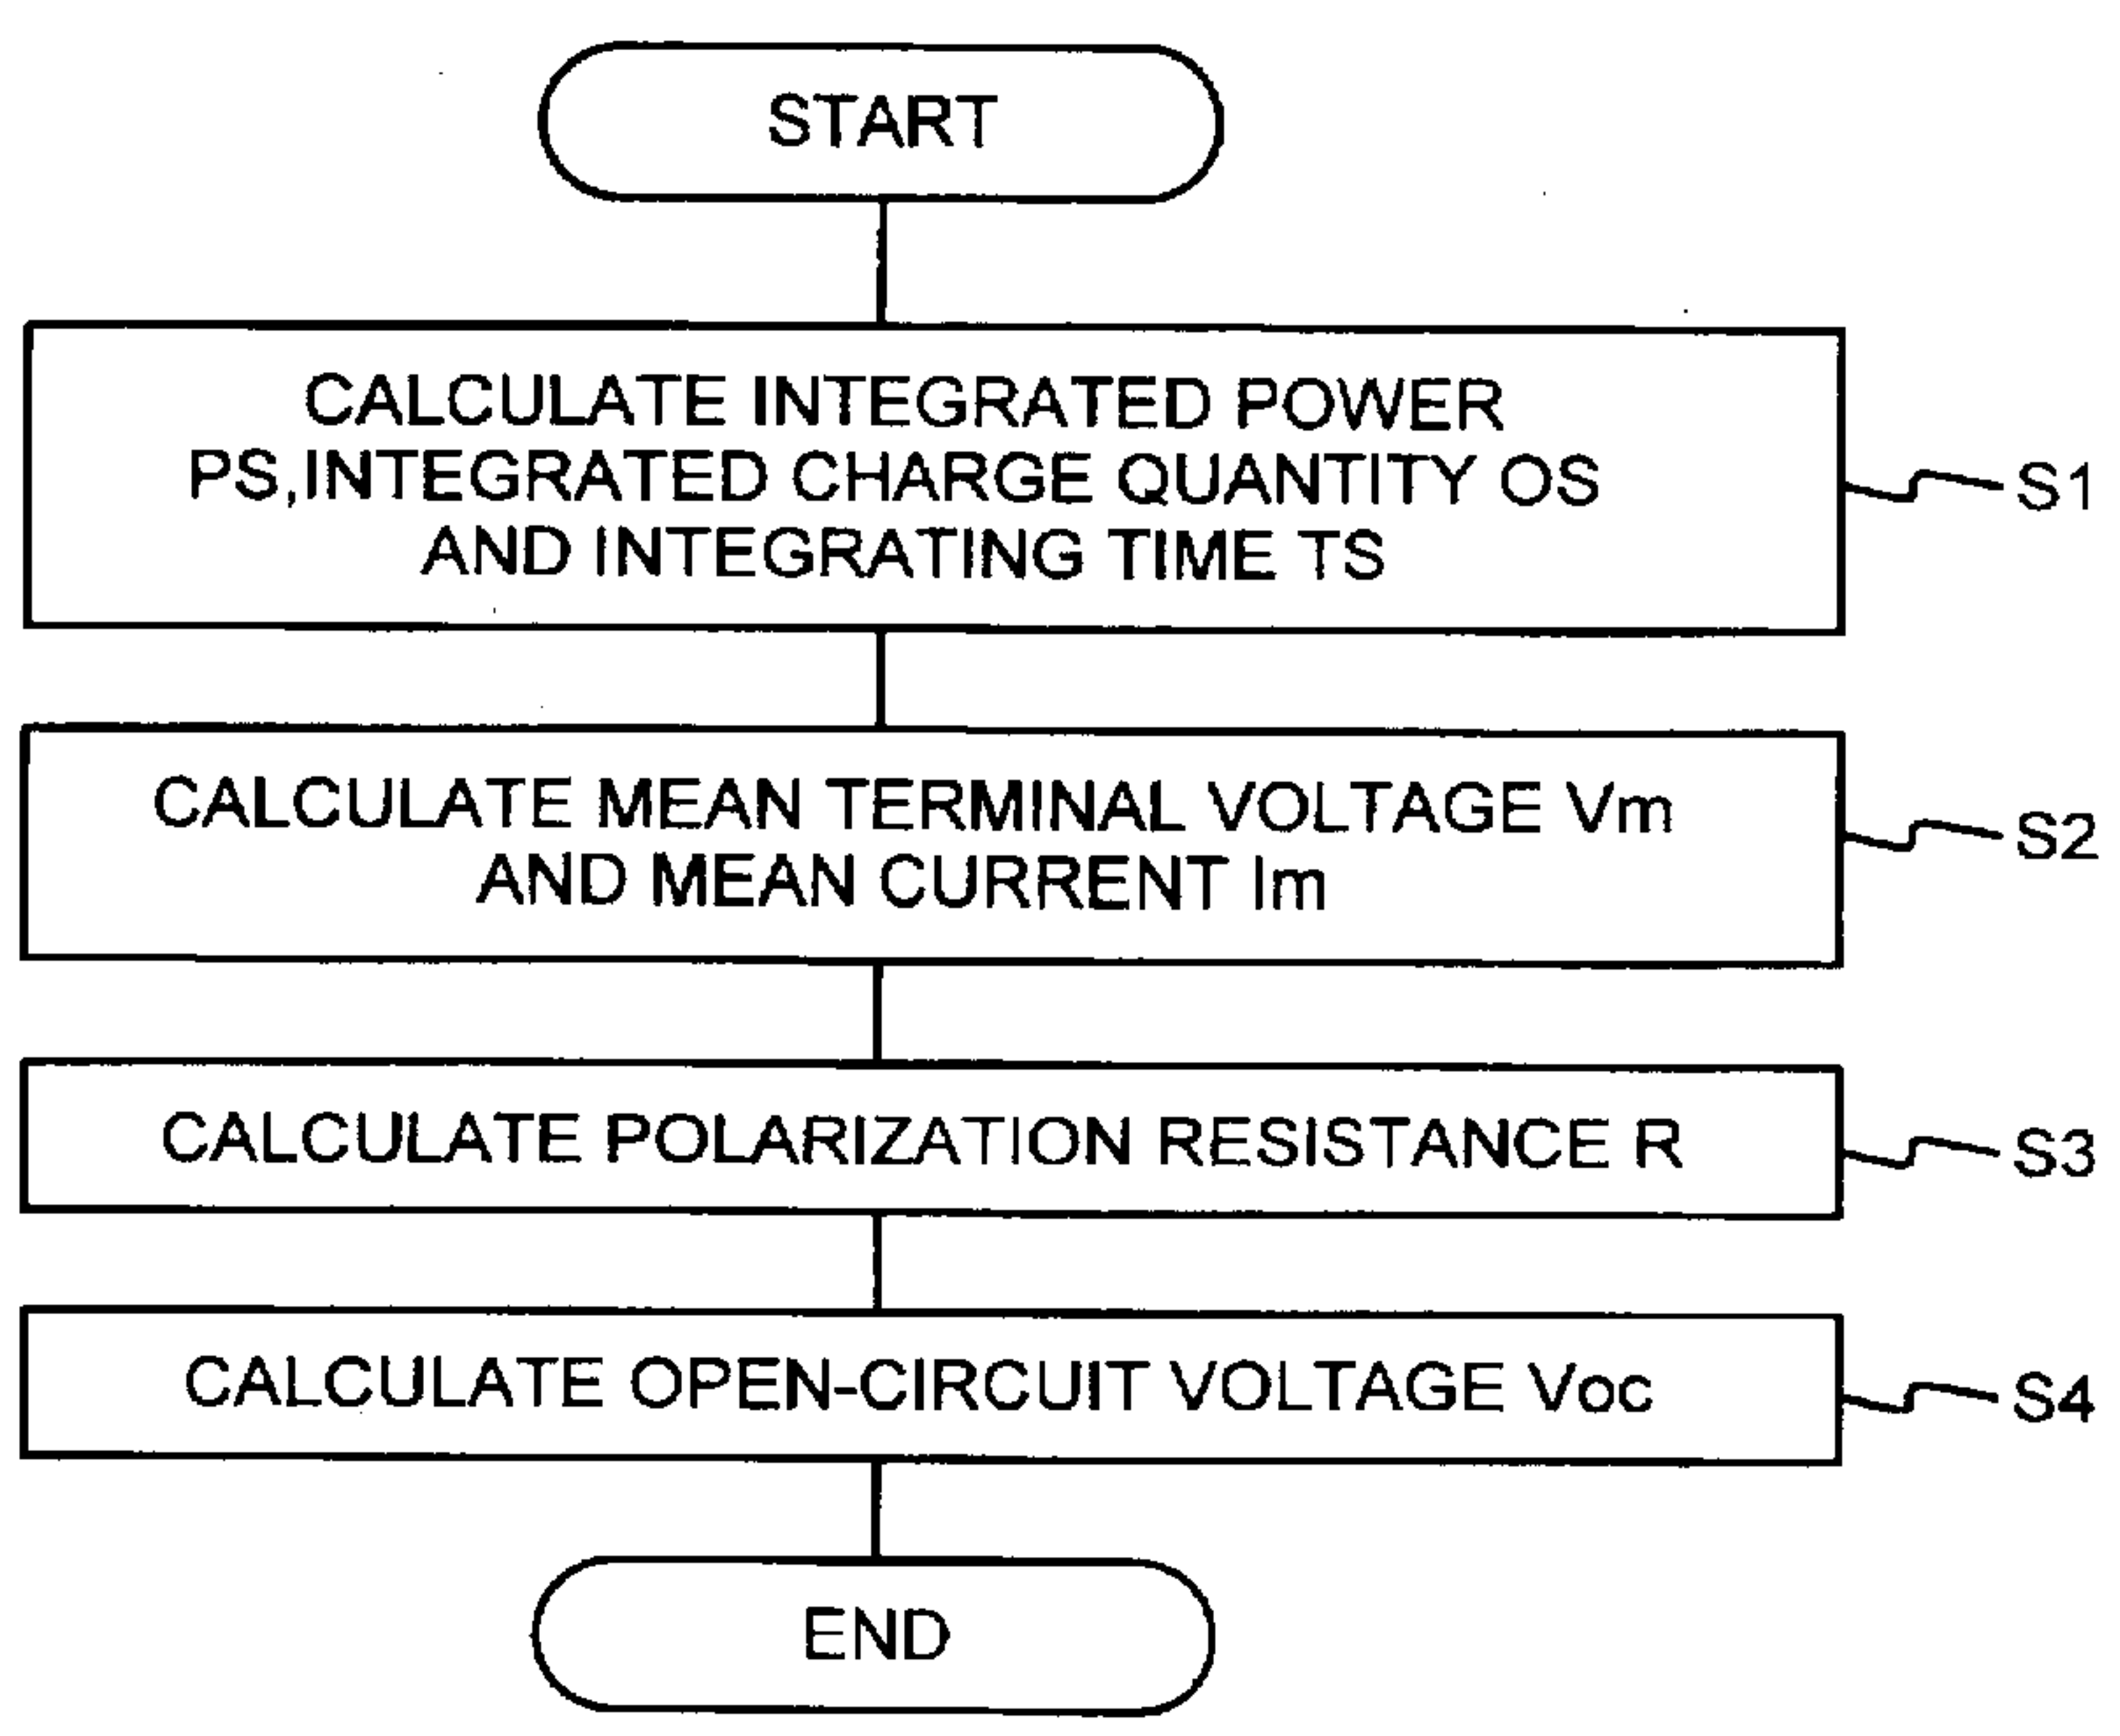 START
CALCULATE INTEGRATED POWER
PS,INTEGRATED CHARGE QUANTITY OS
AND INTEGRATING TIME TS
S1
CALCULATE MEAN TERMINAL VOLTAGE Vm
AND MEAN CURRENT Im
S2
CALCULATE POLARIZATION RESISTANCE R
S3
CALCULATE OPEN-CIRCUIT VOLTAGE Voc
S4
END